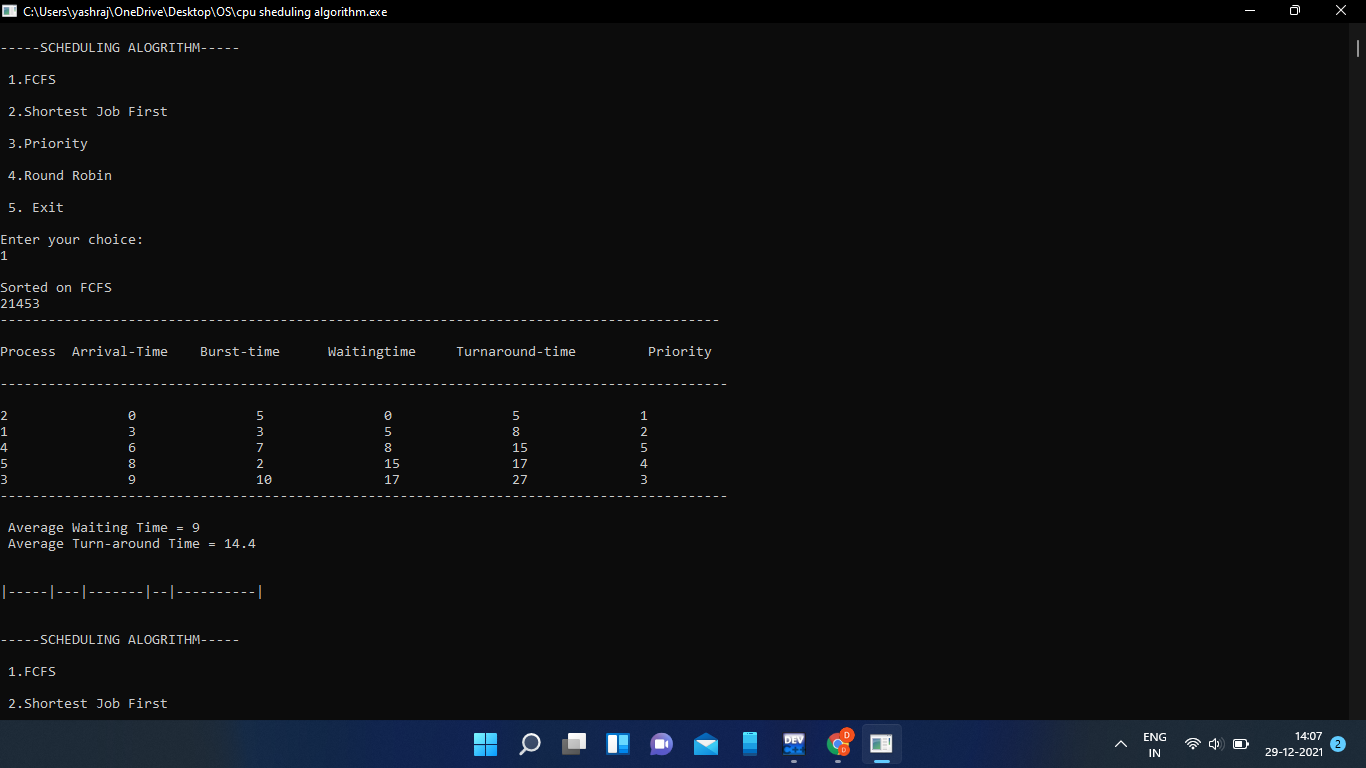 C:\Users\yashraj\OneDrive\Desktop\OS\cpu sheduling algorithm.exe
-----SCHEDULING ALOGRITHM-----
1.FCFS
2.Shortest Job First
3.Priority
4.Round Robin
5. Exit
Enter your choice:
1
Sorted on FCFS
21453
------------------------------------------------------------------------------------------
Process Arrival-Time Burst-time Waitingtime Turnaround-time Priority
-------------------------------------------------------------------------------------------
2 0 5 0 5 1
1 3 3 5 8 2
4 6 7 8 15 5
5 8 2 15 17 4
3 9 10 17 27 3
-------------------------------------------------------------------------------------------
Average Waiting Time = 9
Average Turn-around Time = 14.4
|-----|---|-------|--|----------|
-----SCHEDULING ALOGRITHM-----
1.FCFS
2.Shortest Job First
DEV
D
D
ENG
IN
14:07
29-12-2021
2